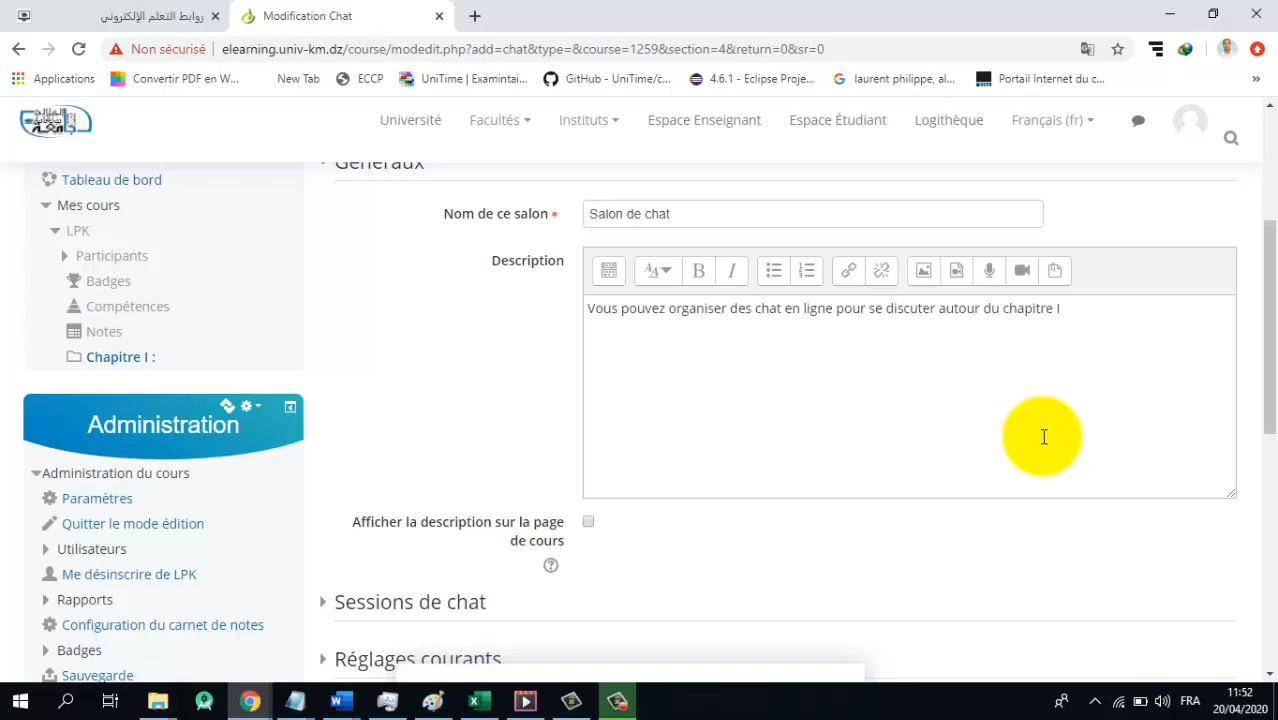 روابط التعلم الإلكتروني
Modification Chat
Non sécurisé
elearning.univ-km.dz/course/modedit.php?add=chat&type=&course=1259&section=4&return=0&sr=0
Applications
Convertir PDF en W...
New Tab
ECCP
UniTime | Examintai...
GitHub - UniTime/c...
4.6.1 - Eclipse Proje...
laurent philippe, al...
Portail Internet du c...
Université
Facultés
Instituts
Espace Enseignant
Espace Étudiant
Logithèque
Français (fr)
Généraux
Tableau de bord
Mes cours
LPK
Participants
Badges
Compétences
Notes
Chapitre I :
Nom de ce salon
Salon de chat
Description
Vous pouvez organiser des chat en ligne pour se discuter autour du chapitre I
Afficher la description sur la page
de cours
Sessions de chat
Réglages courants
Administration
Administration du cours
Paramètres
Quitter le mode édition
Utilisateurs
Me désinscrire de LPK
Rapports
Configuration du carnet de notes
Badges
Sauvegarde
FRA
11:52
20/04/2020